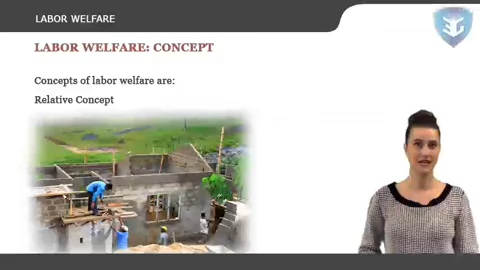 LABOR WELFARE
LABOR WELFARE: CONCEPT
Concepts of labor welfare are:
Relative Concept